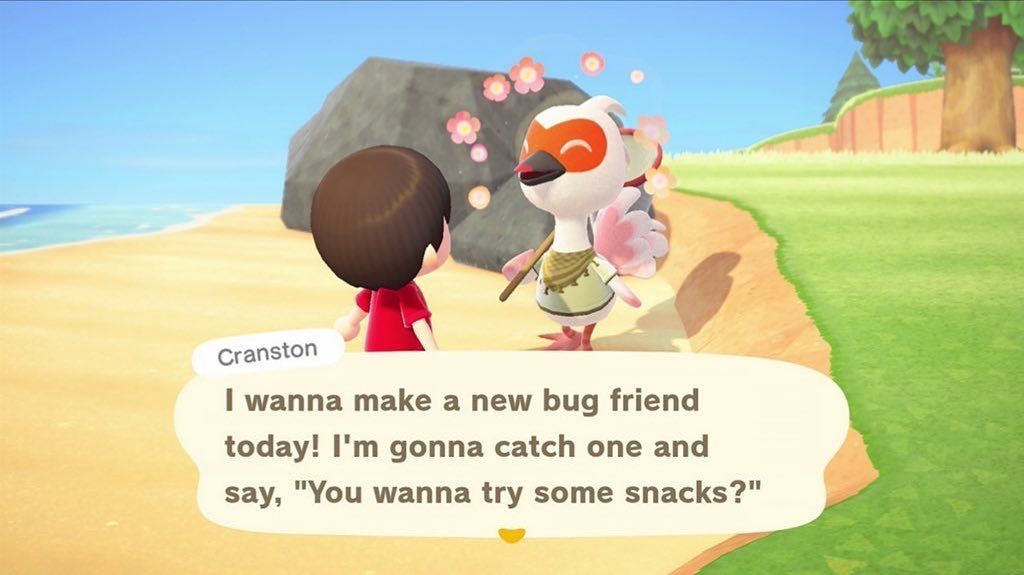 Cranston
I wanna make a new bug friend
today! I'm gonna catch one and
say, "You wanna try some snacks?"